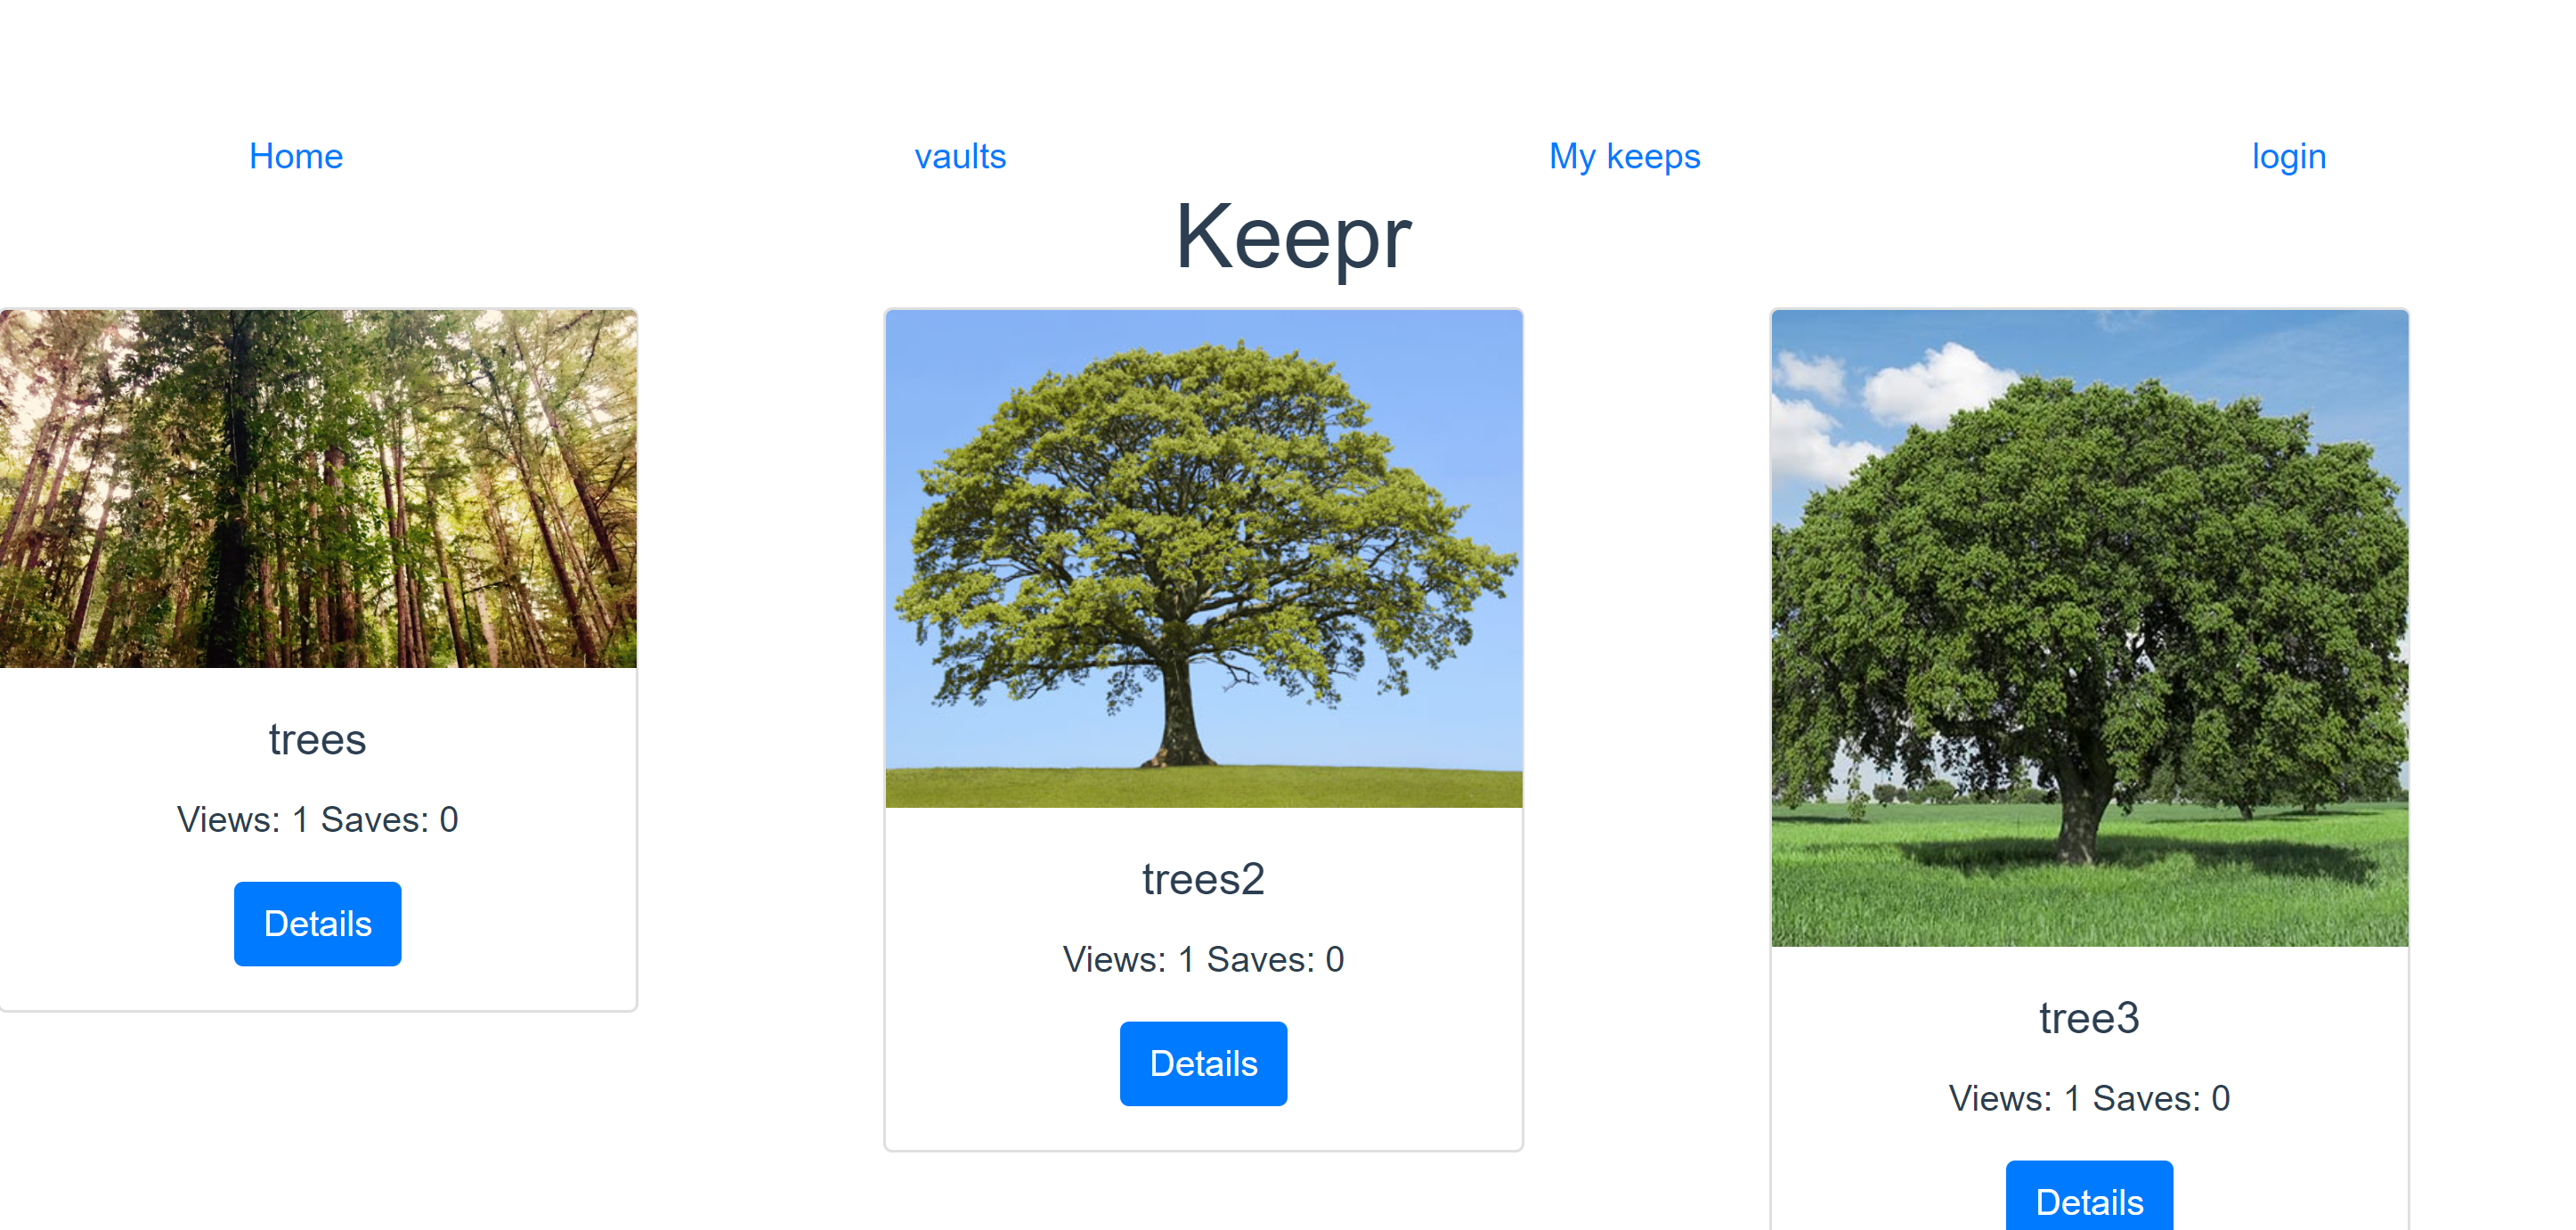 Home vaults My keeps login
Keepr
trees
Views: 1 Saves: 0
Details
trees2
Views: 1 Saves: 0
Details
tree3
Views: 1 Saves: 0
Details